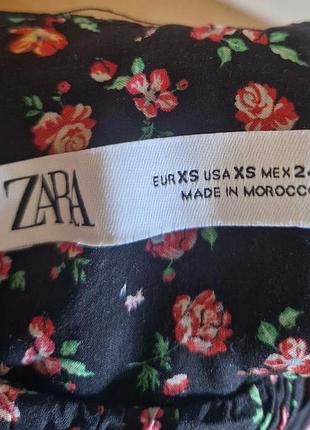 ZARA
EUR XS USA XS MEX 24
MADE IN MOROCCO